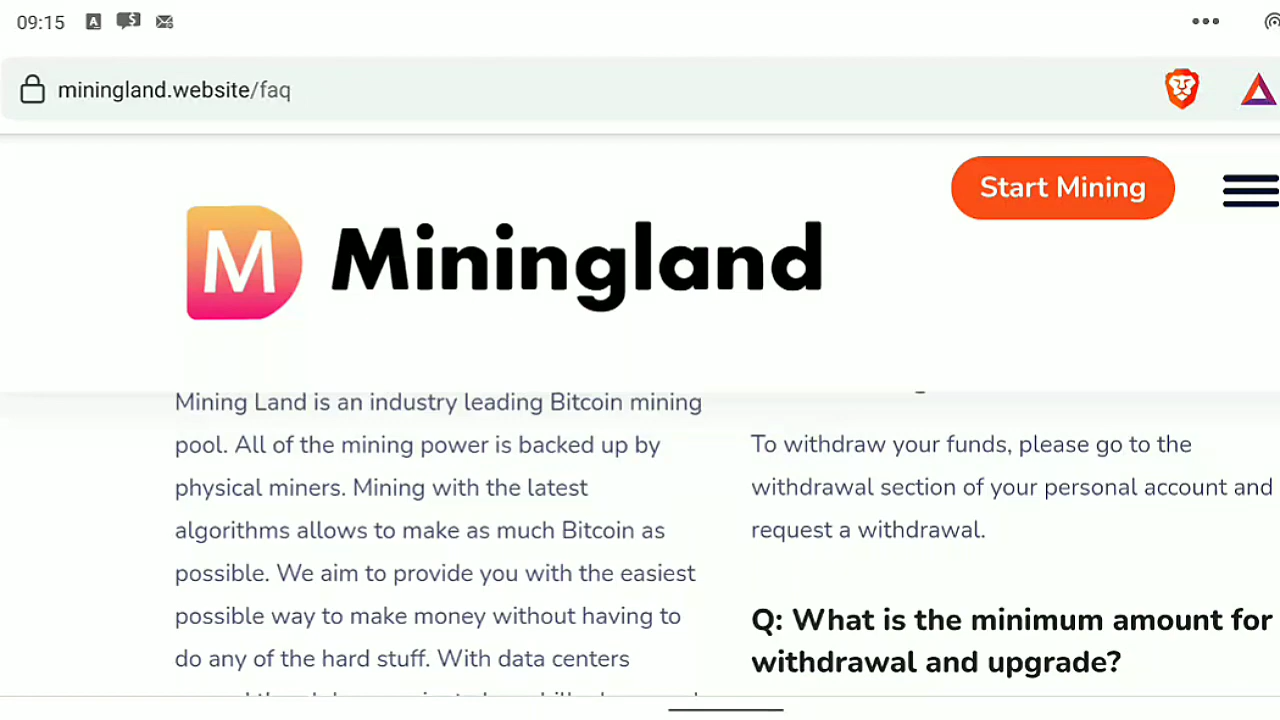 09:15
miningland.website/faq
Start Mining
M Miningland
Mining Land is an industry leading Bitcoin mining
pool. All of the mining power is backed up by
physical miners. Mining with the latest
algorithms allows to make as much Bitcoin as
possible. We aim to provide you with the easiest
possible way to make money without having to
do any of the hard stuff. With data centers
To withdraw your funds, please go to the
withdrawal section of your personal account and
request a withdrawal.
Q: What is the minimum amount for
withdrawal and upgrade?